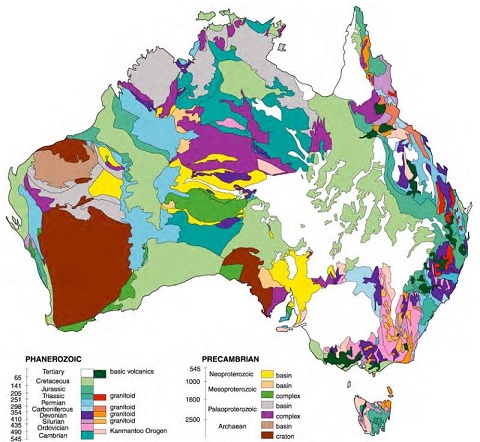 PHANEROZOIC
Tertiary
basic volcanics
65
Cretaceous
141
Jurassic
205
Triassic
granitoid
251
Permian
298
Carboniferous
granitoid
354
Devonian
granitoid
410
Silurian
granitoid
435
Ordovician
Kanmantoo Orogen
490
Cambrian
545
PRECAMBRIAN
545
Neoproterozoic
basin
1000
basin
Mesoproterozoic
complex
1600
basin
Palaoproterozoic
complex
2500
basin
Archaean
craton